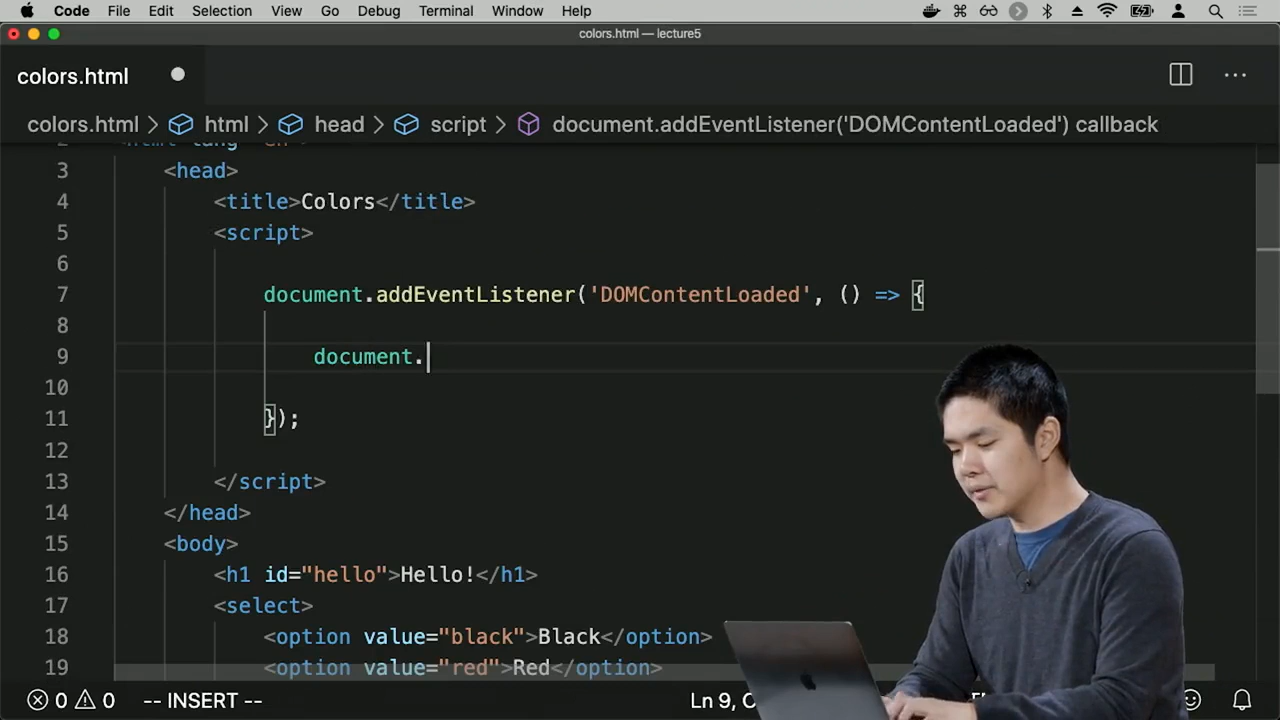 Code File Edit Selection View Go Debug Terminal Window Help
colors.html — lecture5
colors.html
colors.html > html > head > script > document.addEventListener('DOMContentLoaded') callback
3 <head>
4 <title>Colors</title>
5 <script>
6
7 document.addEventListener('DOMContentLoaded', () => {
8
9 document.
10
11 });
12
13 </script>
14 </head>
15 <body>
16 <h1 id="hello">Hello!</h1>
17 <select>
18 <option value="black">Black</option>
19 <option value="red">Red</option>
0 0 -- INSERT -- Ln 9,